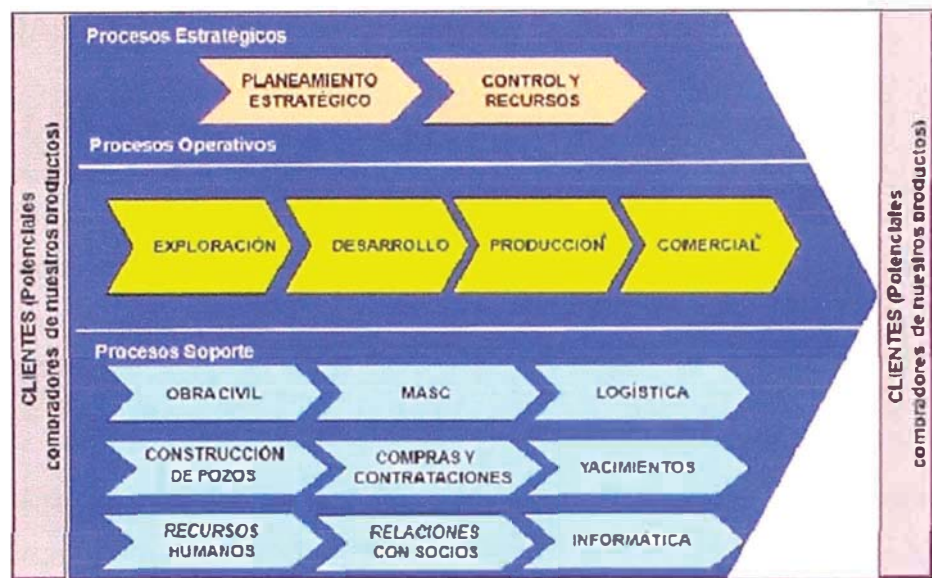 CLIENTES (Potenciales
compradores de nuestros productos)
Procesos Estratégicos
PLANEAMIENTO
ESTRATÉGICO
CONTROL Y
RECURSOS
Procesos Operativos
EXPLORACIÓN
DESARROLLO
PRODUCCION*
COMERCIAL*
Procesos Soporte
OBRA CIVIL
MASC
LOGÍSTICA
CONSTRUCCIÓN
DE POZOS
COMPRAS Y
CONTRATACIONES
YACIMIENTOS
RECURSOS
HUMANOS
RELACIONES
CON SOCIOS
INFORMÁTICA
CLIENTES (Potenciales
compradores de nuestros productos)